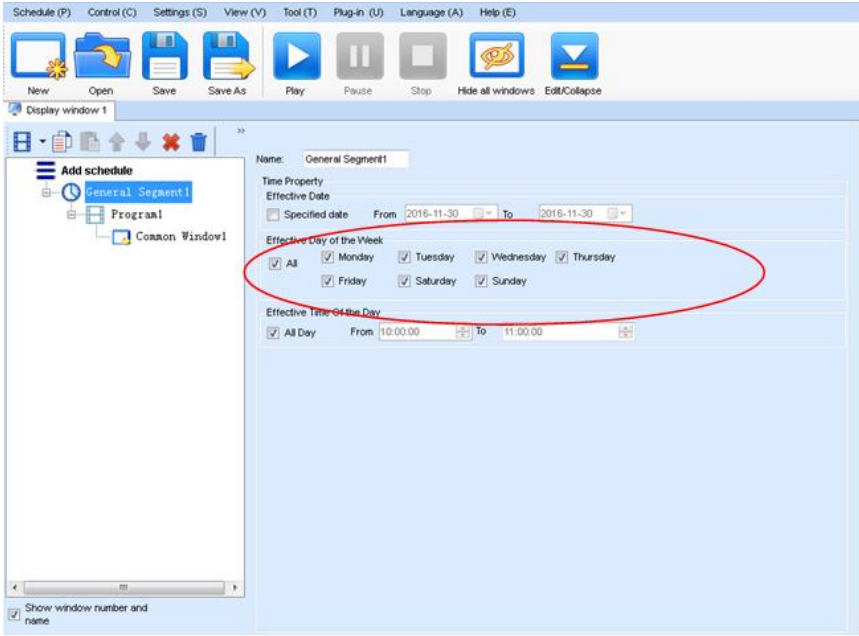 Schedule (P) Control (C) Settings (S) View (V) Tool (T) Plug-in (U) Language (A) Help (E)
New Open Save Save As Play Pause Stop Hide all windows Edit/Collapse
Display window 1
Add schedule
General Segment1
Program1
Common Window1
Show window number and
name
Name: General Segment1
Time Property
Effective Date
Specified date From 2016-11-30 To 2016-11-30
Effective Day of the Week
All Monday Tuesday Wednesday Thursday
Friday Saturday Sunday
Effective Time Of the Day
All Day From 10:00:00 To 11:00:00